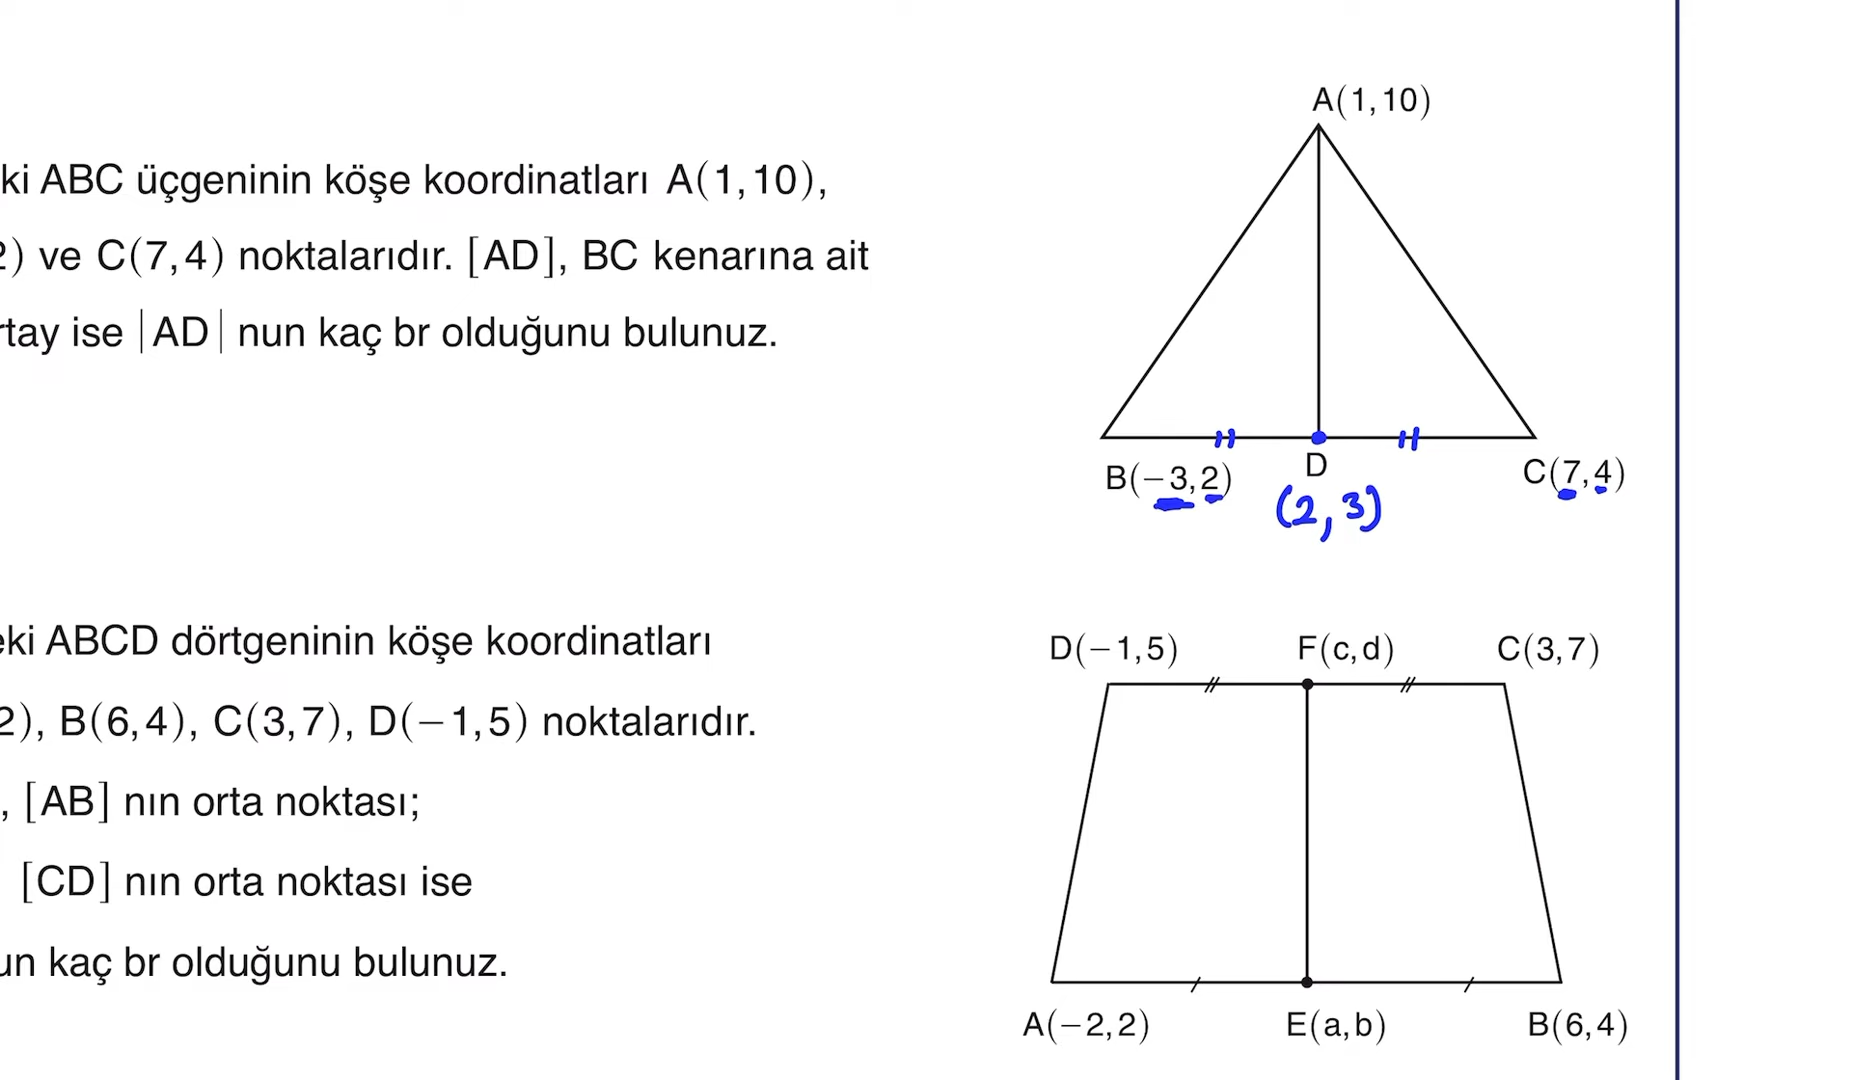 A(1,10)
ki ABC üçgeninin köşe koordinatları A(1,10),
2) ve C(7,4) noktalarıdır. [AD], BC kenarına ait
rtay ise |AD| nun kaç br olduğunu bulunuz.
B(−3,2) D C(7,4)
(2,3)
eki ABCD dörtgeninin köşe koordinatları
D(−1,5) F(c,d) C(3,7)
2), B(6,4), C(3,7), D(−1,5) noktalarıdır.
, [AB] nın orta noktası;
[CD] nın orta noktası ise
un kaç br olduğunu bulunuz.
A(−2,2) E(a,b) B(6,4)